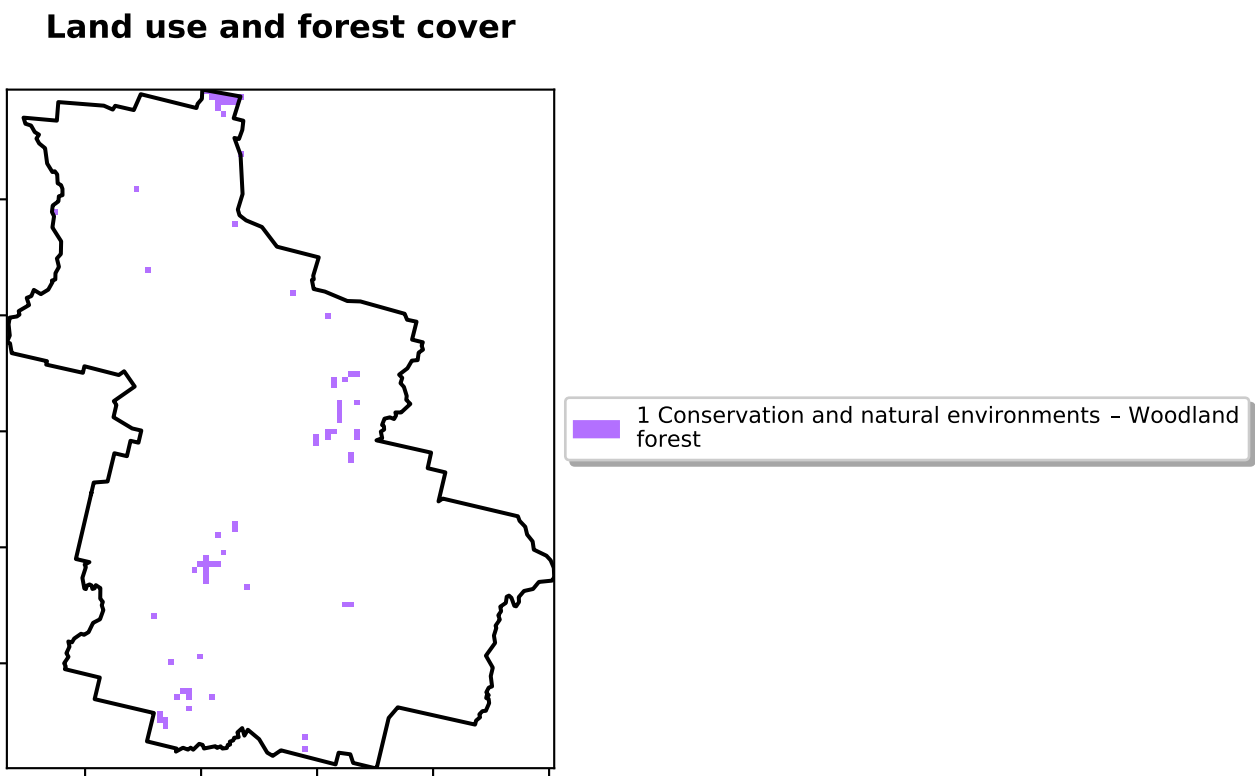 Land use and forest cover
1 Conservation and natural environments – Woodland
forest